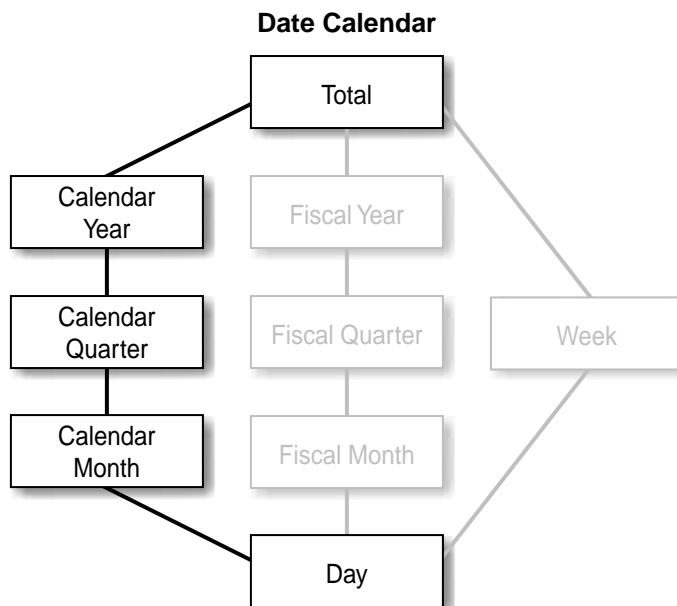 Date Calendar
Total
Calendar
Year
Fiscal Year
Calendar
Quarter
Fiscal Quarter
Week
Calendar
Month
Fiscal Month
Day